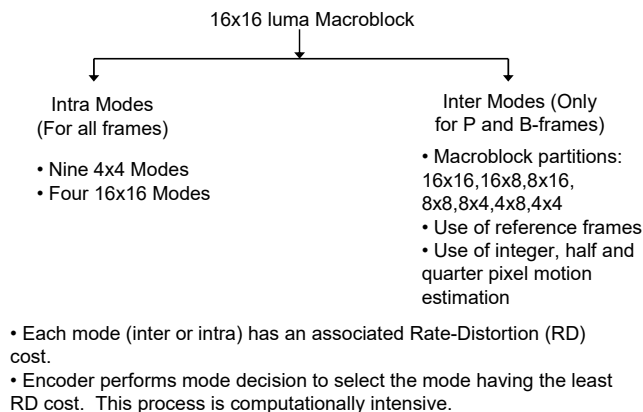 16x16 luma Macroblock
Intra Modes
(For all frames)
• Nine 4x4 Modes
• Four 16x16 Modes
Inter Modes (Only
for P and B-frames)
• Macroblock partitions:
16x16,16x8,8x16,
8x8,8x4,4x8,4x4
• Use of reference frames
• Use of integer, half and
quarter pixel motion
estimation
• Each mode (inter or intra) has an associated Rate-Distortion (RD)
cost.
• Encoder performs mode decision to select the mode having the least
RD cost.  This process is computationally intensive.